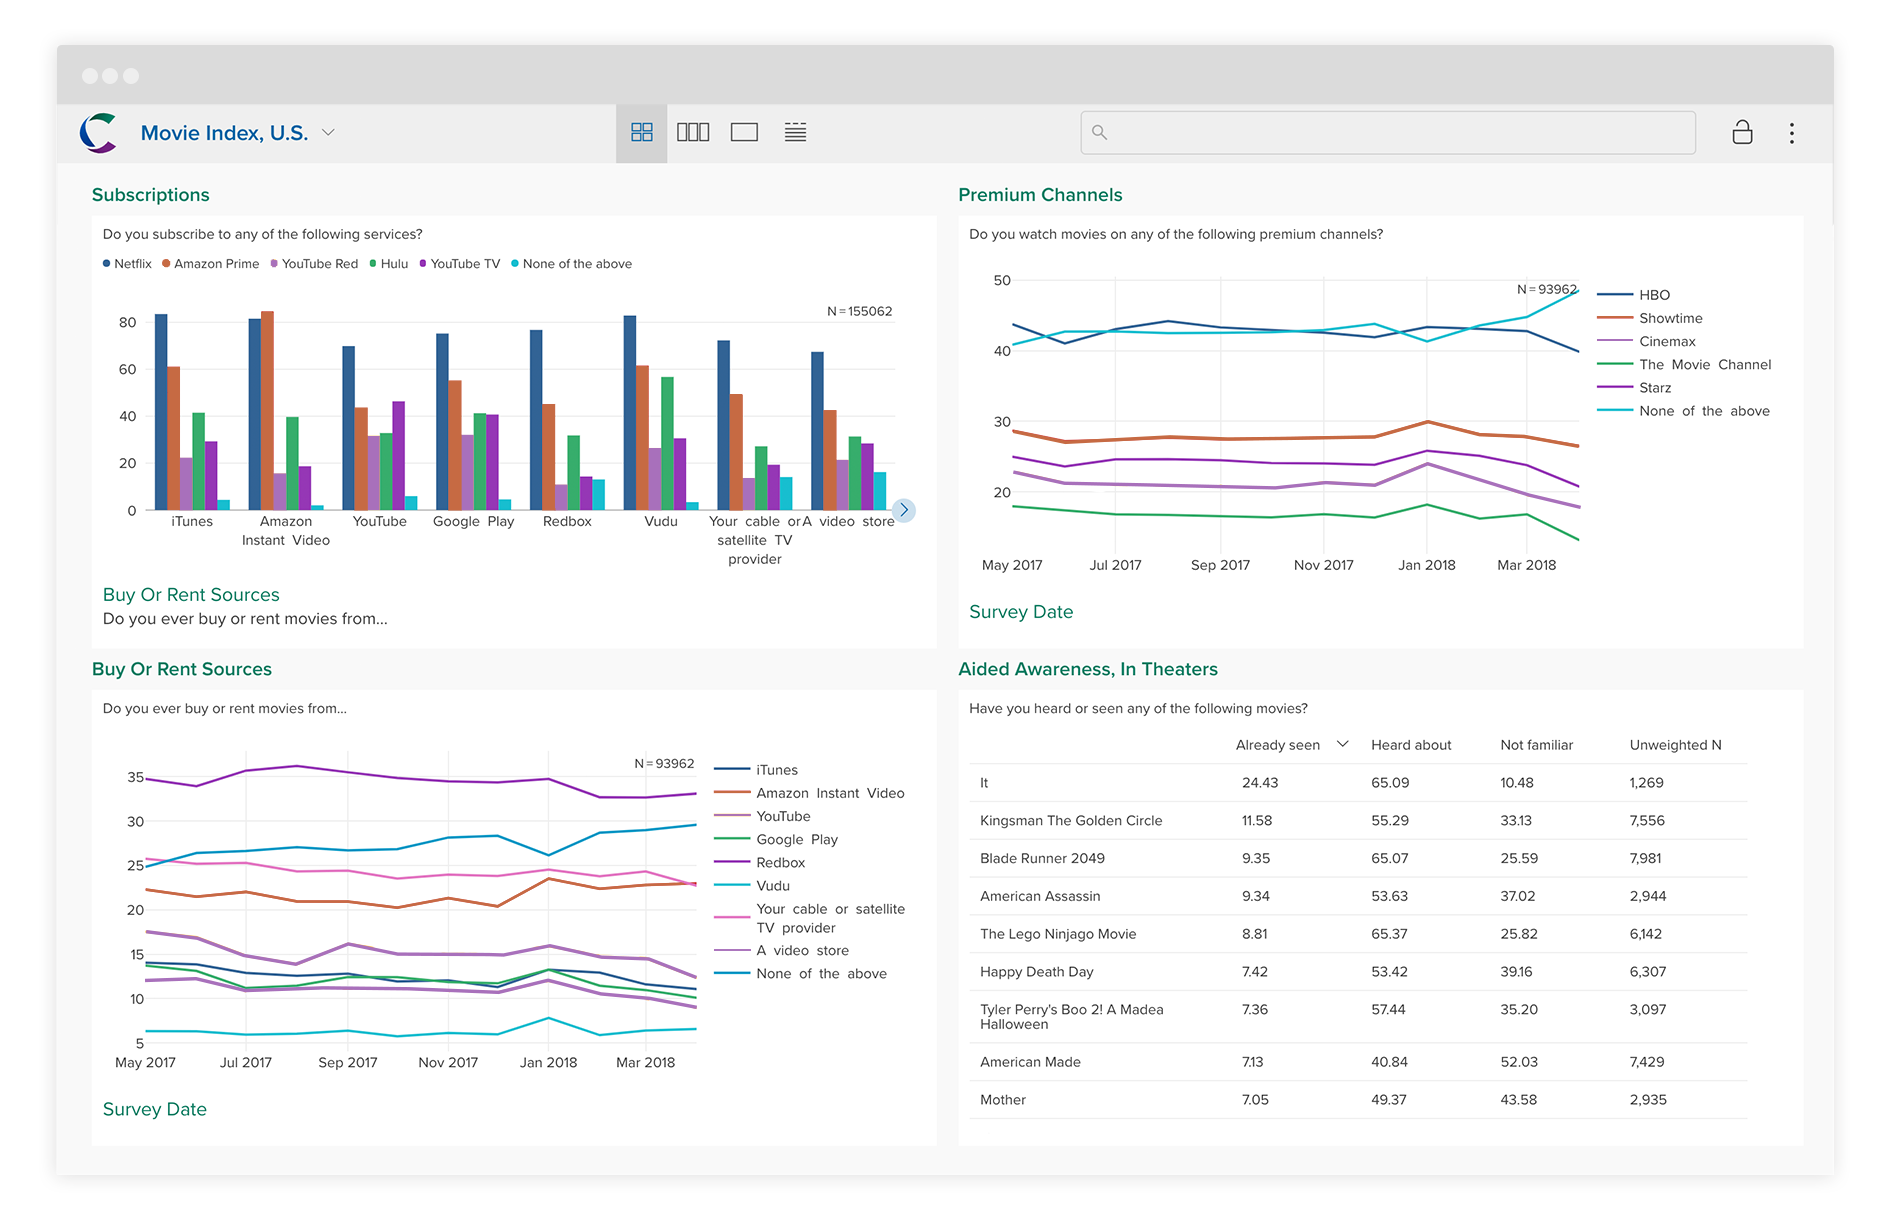 Movie Index, U.S.
Subscriptions
Do you subscribe to any of the following services?
Netflix Amazon Prime YouTube Red Hulu YouTube TV None of the above
N = 155062
80
60
40
20
0
iTunes Amazon YouTube Google Play Redbox Vudu Your cable or A video store
Instant Video satellite TV
provider
Buy Or Rent Sources
Do you ever buy or rent movies from...
Premium Channels
Do you watch movies on any of the following premium channels?
50
N = 93962
40
30
20
HBO
Showtime
Cinemax
The Movie Channel
Starz
None of the above
May 2017 Jul 2017 Sep 2017 Nov 2017 Jan 2018 Mar 2018
Survey Date
Buy Or Rent Sources
Do you ever buy or rent movies from...
N = 93962
35
30
25
20
15
10
5
iTunes
Amazon Instant Video
YouTube
Google Play
Redbox
Vudu
Your cable or satellite
TV provider
A video store
None of the above
May 2017 Jul 2017 Sep 2017 Nov 2017 Jan 2018 Mar 2018
Survey Date
Aided Awareness, In Theaters
Have you heard or seen any of the following movies?
Already seen Heard about Not familiar Unweighted N
It 24.43 65.09 10.48 1,269
Kingsman The Golden Circle 11.58 55.29 33.13 7,556
Blade Runner 2049 9.35 65.07 25.59 7,981
American Assassin 9.34 53.63 37.02 2,944
The Lego Ninjago Movie 8.81 65.37 25.82 6,142
Happy Death Day 7.42 53.42 39.16 6,307
Tyler Perry's Boo 2! A Madea 7.36 57.44 35.20 3,097
Halloween
American Made 7.13 40.84 52.03 7,429
Mother 7.05 49.37 43.58 2,935